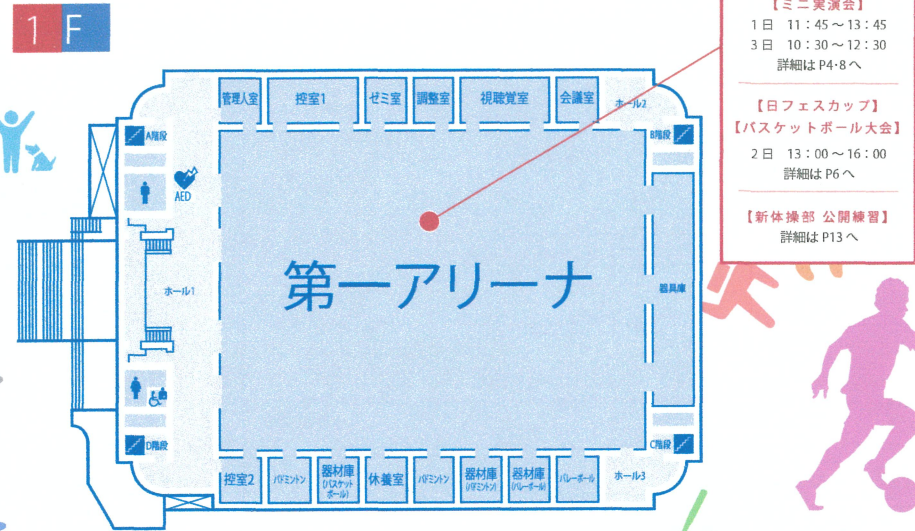 1F
【ミニ実演会】
1日 11:45～13:45
3日 10:30～12:30
詳細は P4・8 へ
【日フェスカップ】
【バスケットボール大会】
2日 13:00～16:00
詳細は P6 へ
【新体操部 公開練習】
詳細は P13 へ
管理人室
控室1
ゼミ室
調整室
視聴覚室
会議室
ホール2
A階段
B階段
AED
ホール1
第一アリーナ
器具庫
D階段
C階段
控室2
バドミントン
器材庫
(バスケット
ボール)
休養室
バドミントン
器材庫
(バドミントン)
器材庫
(バレーボール)
バレーボール
ホール3